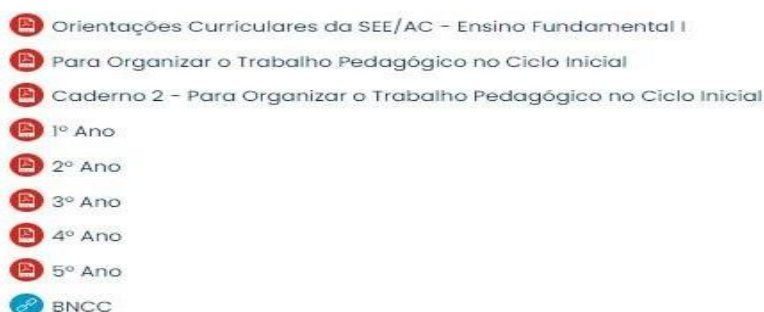 Orientações Curriculares da SEE/AC - Ensino Fundamental I
Para Organizar o Trabalho Pedagógico no Ciclo Inicial
Caderno 2 - Para Organizar o Trabalho Pedagógico no Ciclo Inicial
1º Ano
2º Ano
3º Ano
4º Ano
5º Ano
BNCC